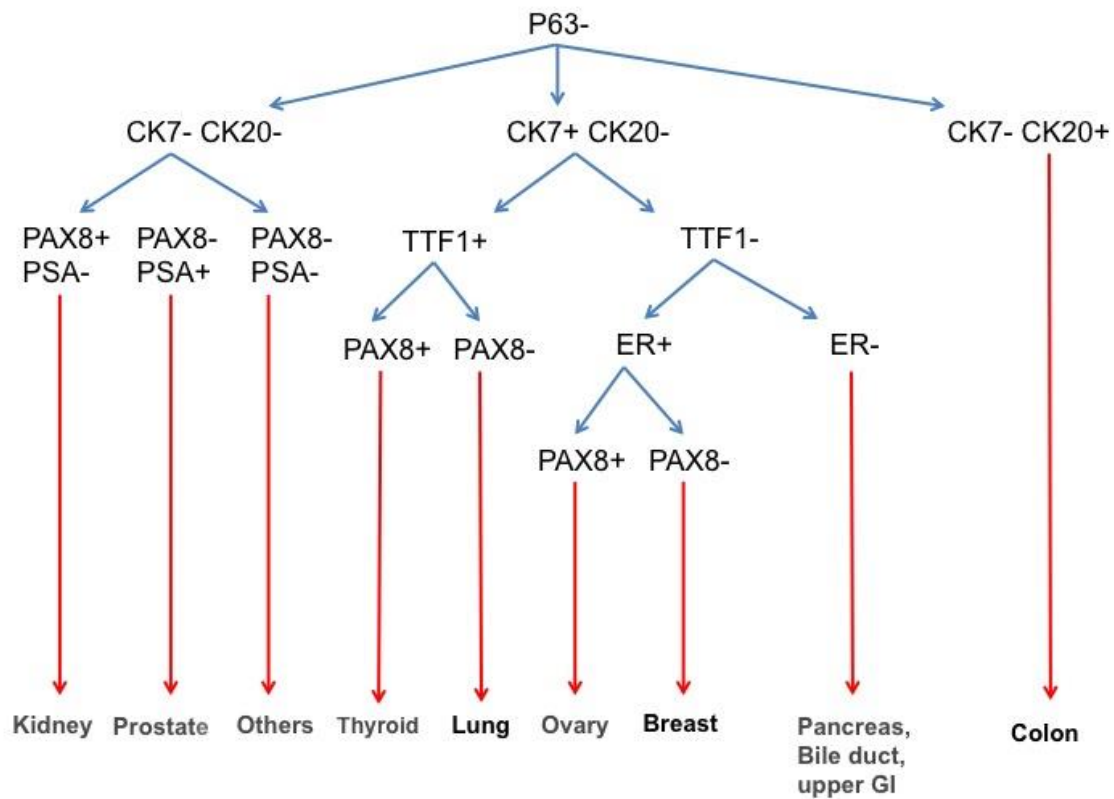 P63-
CK7- CK20-
CK7+ CK20-
CK7- CK20+
PAX8+
PSA-
PAX8-
PSA+
PAX8-
PSA-
TTF1+
TTF1-
PAX8+
PAX8-
ER+
ER-
PAX8+
PAX8-
Kidney
Prostate
Others
Thyroid
Lung
Ovary
Breast
Pancreas,
Bile duct,
upper GI
Colon